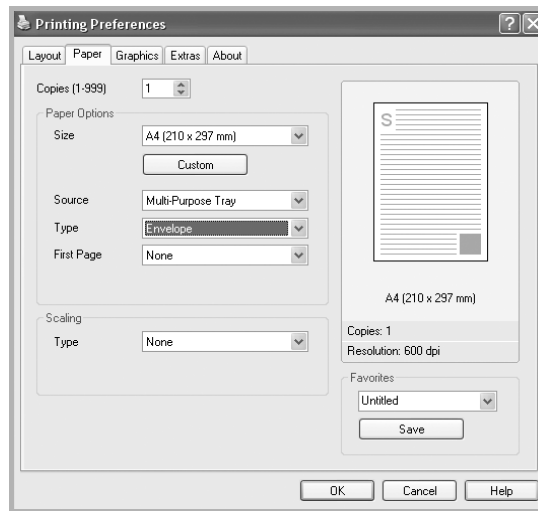 Printing Preferences
Layout Paper Graphics Extras About
Copies (1-999) 1
Paper Options
Size A4 (210 x 297 mm)
Custom
Source Multi-Purpose Tray
Type Envelope
First Page None
Scaling
Type None
S
A4 (210 x 297 mm)
Copies: 1
Resolution: 600 dpi
Favorites
Untitled
Save
OK Cancel Help